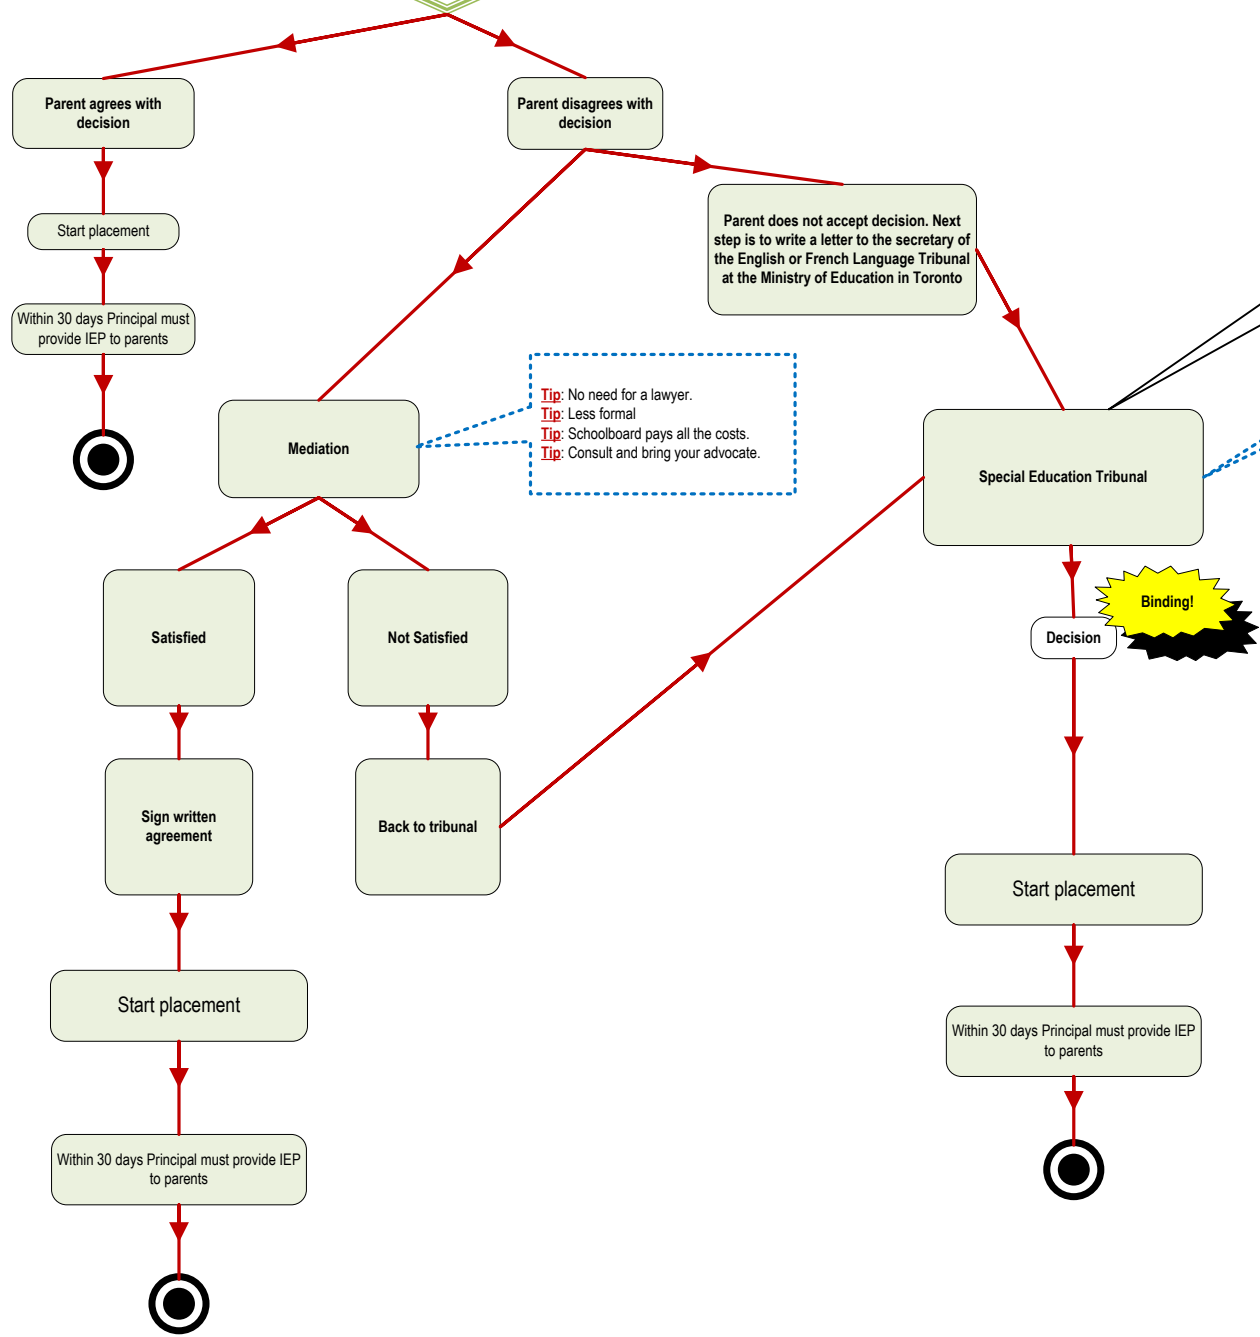 Parent agrees with
decision
Parent disagrees with
decision
Start placement
Parent does not accept decision. Next
step is to write a letter to the secretary of
the English or French Language Tribunal
at the Ministry of Education in Toronto
Within 30 days Principal must
provide IEP to parents
Mediation
Tip: No need for a lawyer.
Tip: Less formal
Tip: Schoolboard pays all the costs.
Tip: Consult and bring your advocate.
Special Education Tribunal
Binding!
Decision
Satisfied
Not Satisfied
Sign written
agreement
Back to tribunal
Start placement
Within 30 days Principal must provide IEP
to parents
Start placement
Within 30 days Principal must provide IEP
to parents